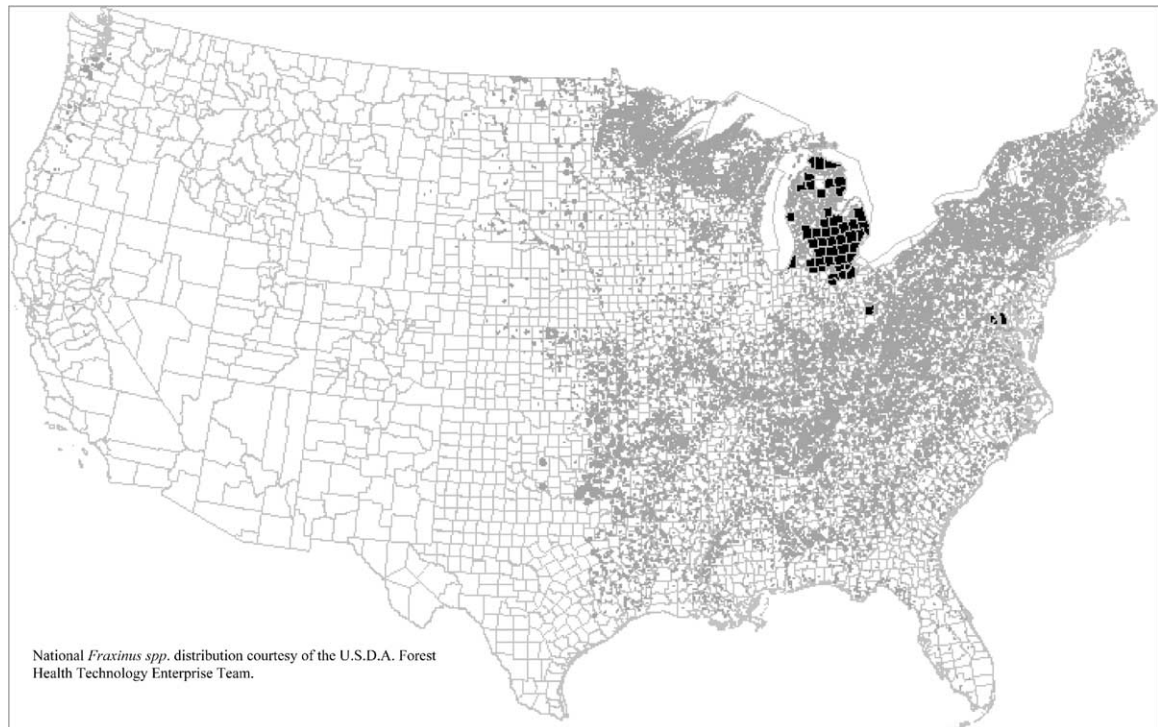 National Fraxinus spp. distribution courtesy of the U.S.D.A. Forest
Health Technology Enterprise Team.